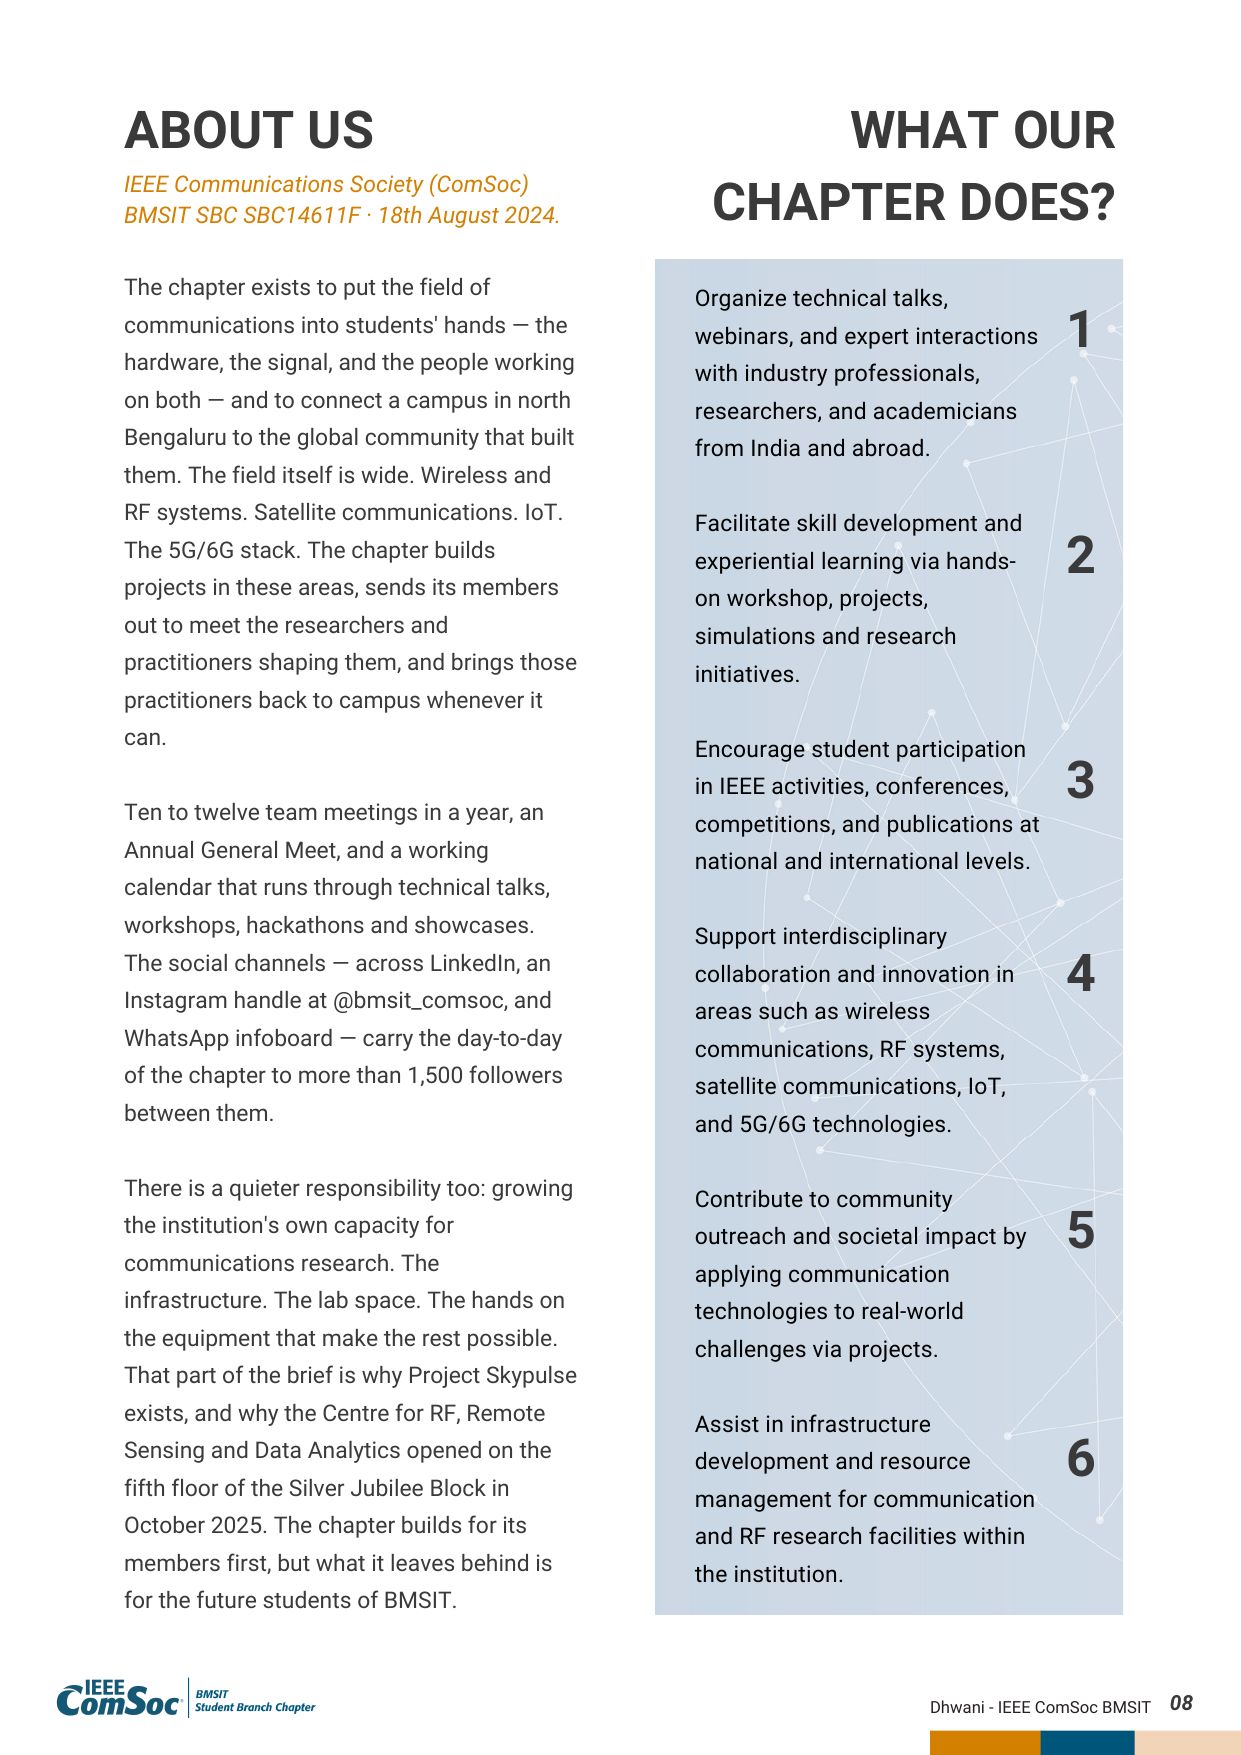 ABOUT US
IEEE Communications Society (ComSoc)
BMSIT SBC SBC14611F · 18th August 2024.
The chapter exists to put the field of
communications into students' hands — the
hardware, the signal, and the people working
on both — and to connect a campus in north
Bengaluru to the global community that built
them. The field itself is wide. Wireless and
RF systems. Satellite communications. IoT.
The 5G/6G stack. The chapter builds
projects in these areas, sends its members
out to meet the researchers and
practitioners shaping them, and brings those
practitioners back to campus whenever it
can.
Ten to twelve team meetings in a year, an
Annual General Meet, and a working
calendar that runs through technical talks,
workshops, hackathons and showcases.
The social channels — across LinkedIn, an
Instagram handle at @bmsit_comsoc, and
WhatsApp infoboard — carry the day-to-day
of the chapter to more than 1,500 followers
between them.
There is a quieter responsibility too: growing
the institution's own capacity for
communications research. The
infrastructure. The lab space. The hands on
the equipment that make the rest possible.
That part of the brief is why Project Skypulse
exists, and why the Centre for RF, Remote
Sensing and Data Analytics opened on the
fifth floor of the Silver Jubilee Block in
October 2025. The chapter builds for its
members first, but what it leaves behind is
for the future students of BMSIT.
WHAT OUR
CHAPTER DOES?
Organize technical talks,
webinars, and expert interactions
with industry professionals,
researchers, and academicians
from India and abroad.
1
Facilitate skill development and
experiential learning via hands-
on workshop, projects,
simulations and research
initiatives.
2
Encourage student participation
in IEEE activities, conferences,
competitions, and publications at
national and international levels.
3
Support interdisciplinary
collaboration and innovation in
areas such as wireless
communications, RF systems,
satellite communications, IoT,
and 5G/6G technologies.
4
Contribute to community
outreach and societal impact by
applying communication
technologies to real-world
challenges via projects.
5
Assist in infrastructure
development and resource
management for communication
and RF research facilities within
the institution.
6
IEEE
ComSoc
BMSIT
Student Branch Chapter
Dhwani - IEEE ComSoc BMSIT 08